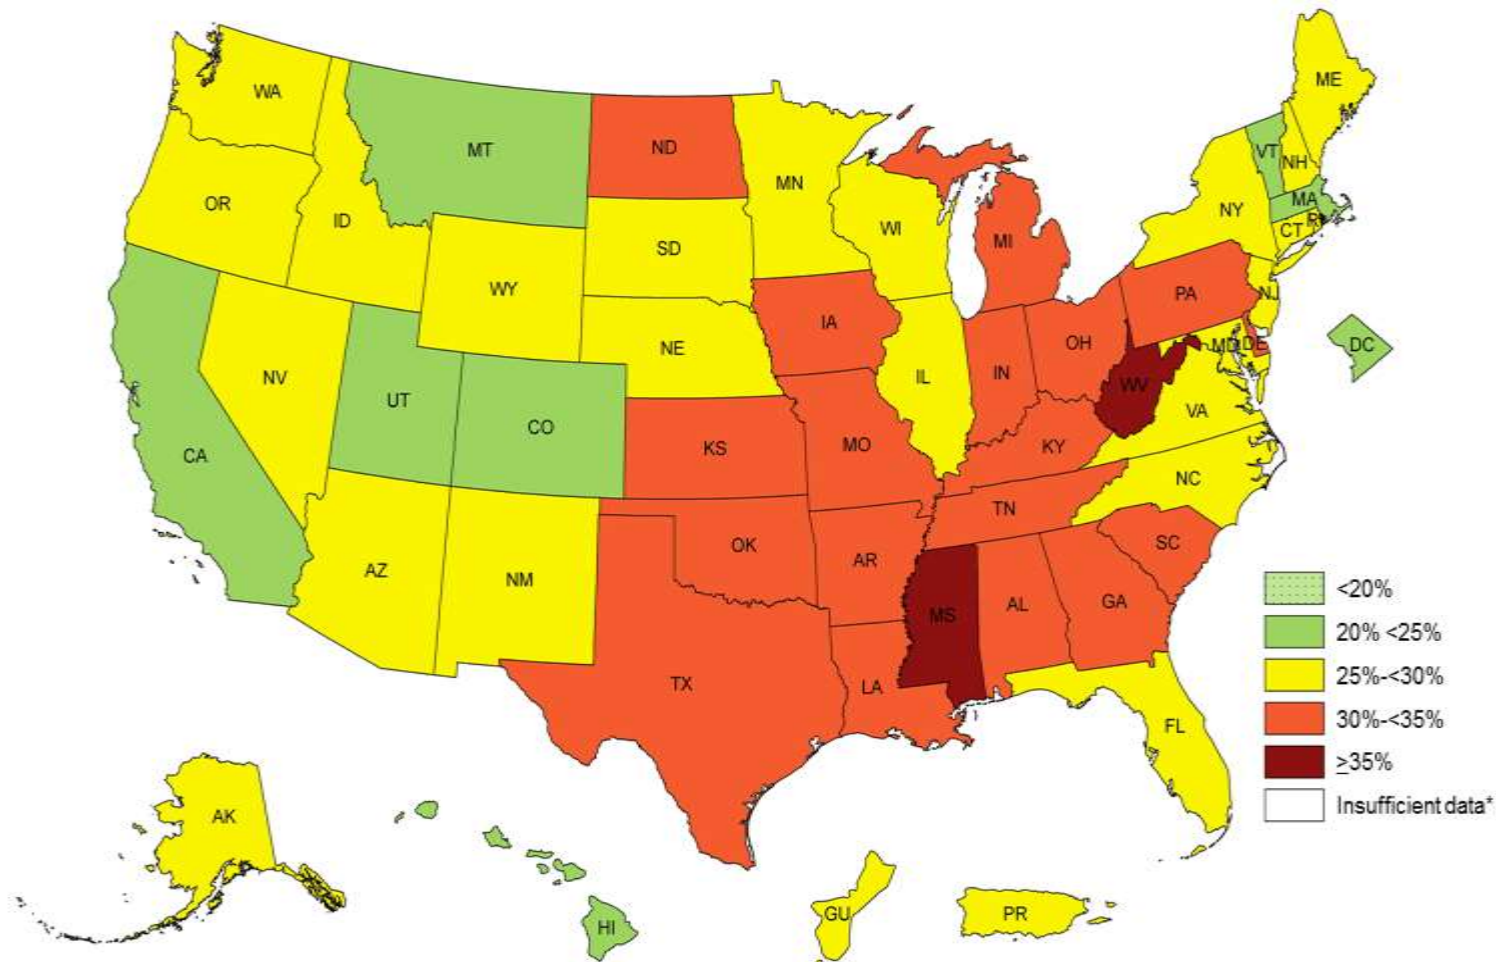 ME
WA
VT
NH
MT
ND
MN
MA
OR
ID
NY
WI
CT
RI
SD
MI
WY
PA
NJ
IA
OH
MD
DE
DC
NE
NV
IL
IN
WV
UT
CO
VA
CA
KS
MO
KY
NC
TN
AZ
NM
OK
AR
SC
MS
AL
GA
TX
LA
FL
<20%
20% <25%
25%-<30%
30%-<35%
≥35%
Insufficient data*
AK
HI
GU
PR